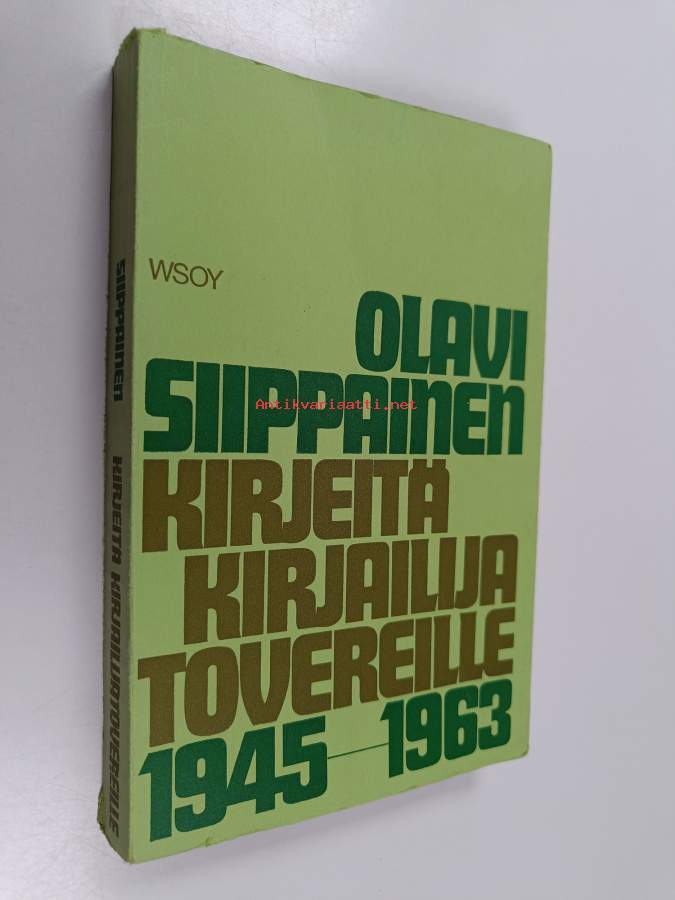 WSOY
OLAVI
SIIPPAINEN
KIRJEITÄ
KIRJAILIJA
TOVEREILLE
1945—1963
SIIPPAINEN KIRJEITÄ KIRJAILIJATOVEREILLE
Antikvariaatti.net